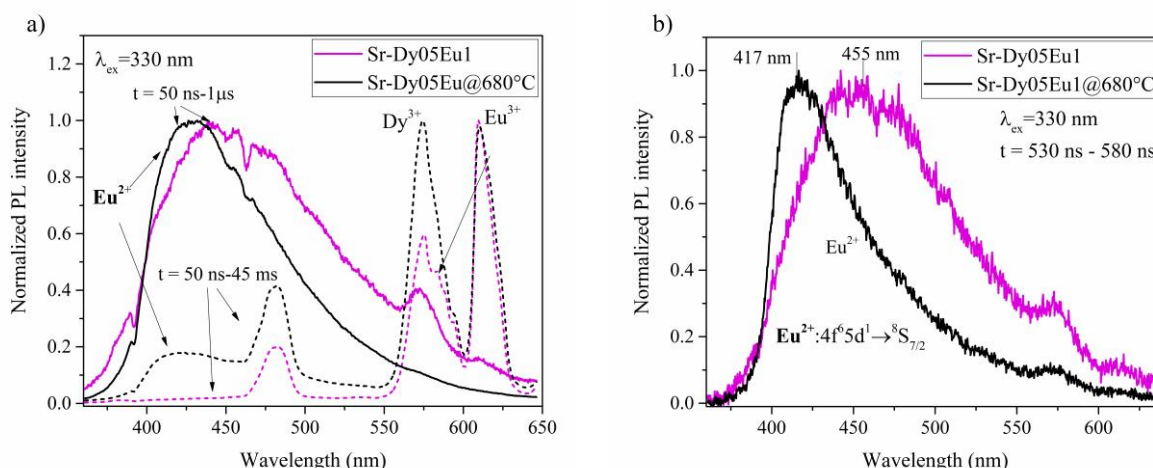 a)
λex=330 nm
t = 50 ns-1μs
Sr-Dy05Eu1
Sr-Dy05Eu@680°C
Dy3+
Eu3+
Eu2+
t = 50 ns-45 ms
Normalized PL intensity
1.2
1.0
0.8
0.6
0.4
0.2
0.0
400
450
500
550
600
650
Wavelength (nm)
b)
417 nm
455 nm
Sr-Dy05Eu1
Sr-Dy05Eu1@680°C
λex=330 nm
t = 530 ns - 580 ns
Eu2+
Eu2+:4f65d1→8S7/2
Normalized PL intensity
1.0
0.8
0.6
0.4
0.2
0.0
400
450
500
550
600
Wavelength (nm)